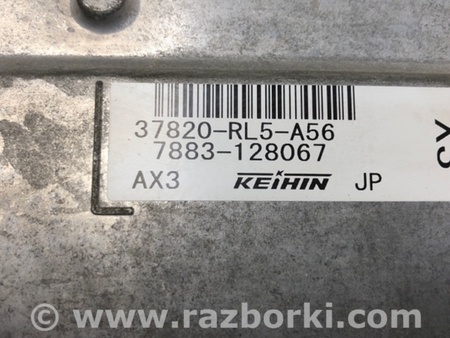 37820-RL5-A56
7883-128067
AX3 KEIHIN JP
© www.razborki.com